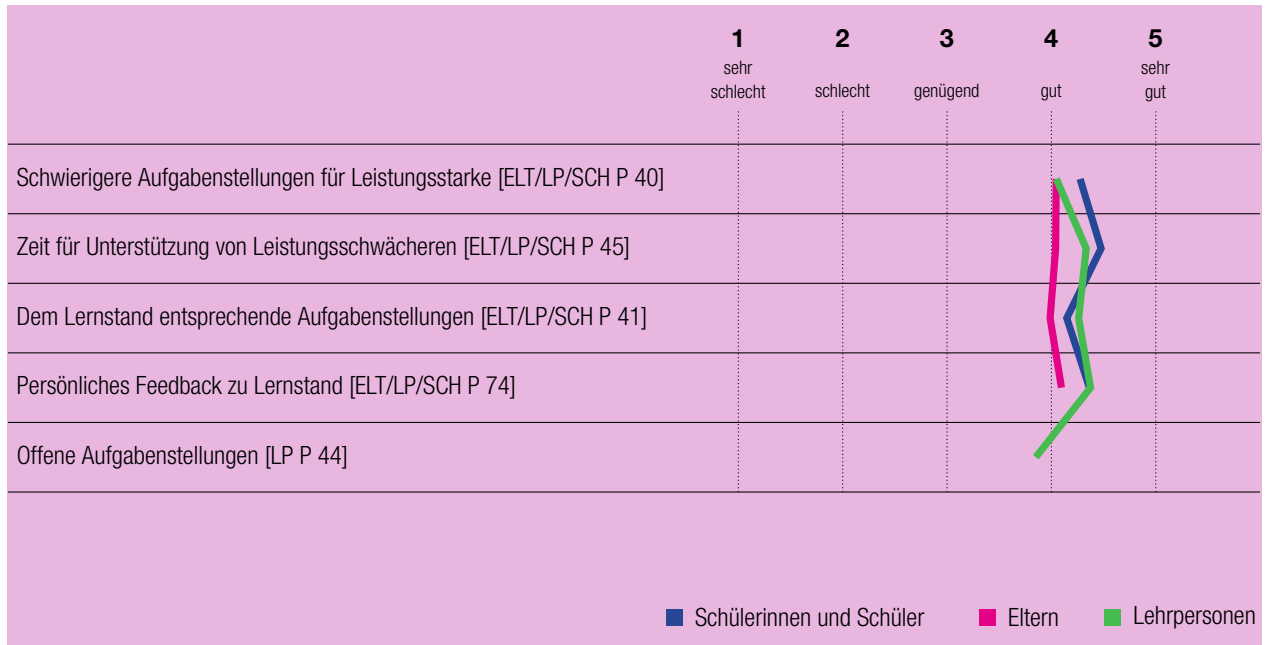 1 2 3 4 5
sehr schlecht schlecht genügend gut sehr gut
Schwierigere Aufgabenstellungen für Leistungsstarke [ELT/LP/SCH P 40]
Zeit für Unterstützung von Leistungsschwächeren [ELT/LP/SCH P 45]
Dem Lernstand entsprechende Aufgabenstellungen [ELT/LP/SCH P 41]
Persönliches Feedback zu Lernstand [ELT/LP/SCH P 74]
Offene Aufgabenstellungen [LP P 44]
Schülerinnen und Schüler Eltern Lehrpersonen